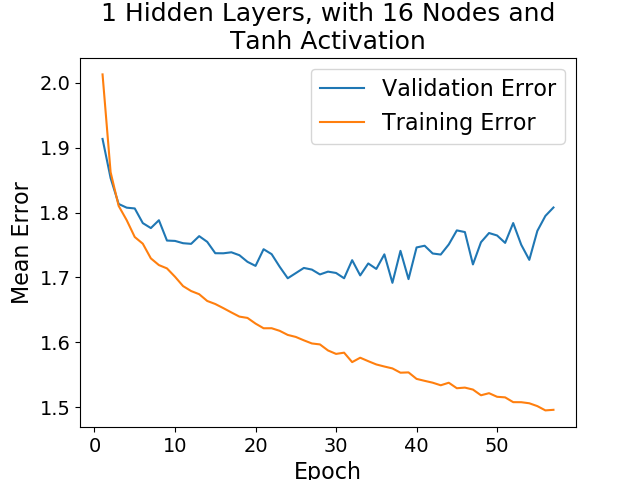 1 Hidden Layers, with 16 Nodes and
Tanh Activation
Validation Error
Training Error
Mean Error
2.0
1.9
1.8
1.7
1.6
1.5
0 10 20 30 40 50
Epoch